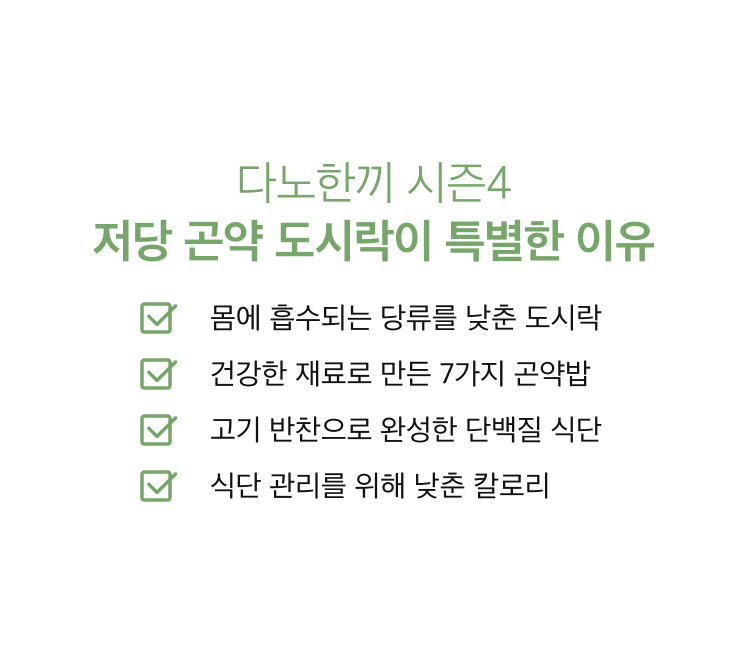 다노한끼 시즌4
저당 곤약 도시락이 특별한 이유
몸에 흡수되는 당류를 낮춘 도시락
건강한 재료로 만든 7가지 곤약밥
고기 반찬으로 완성한 단백질 식단
식단 관리를 위해 낮춘 칼로리